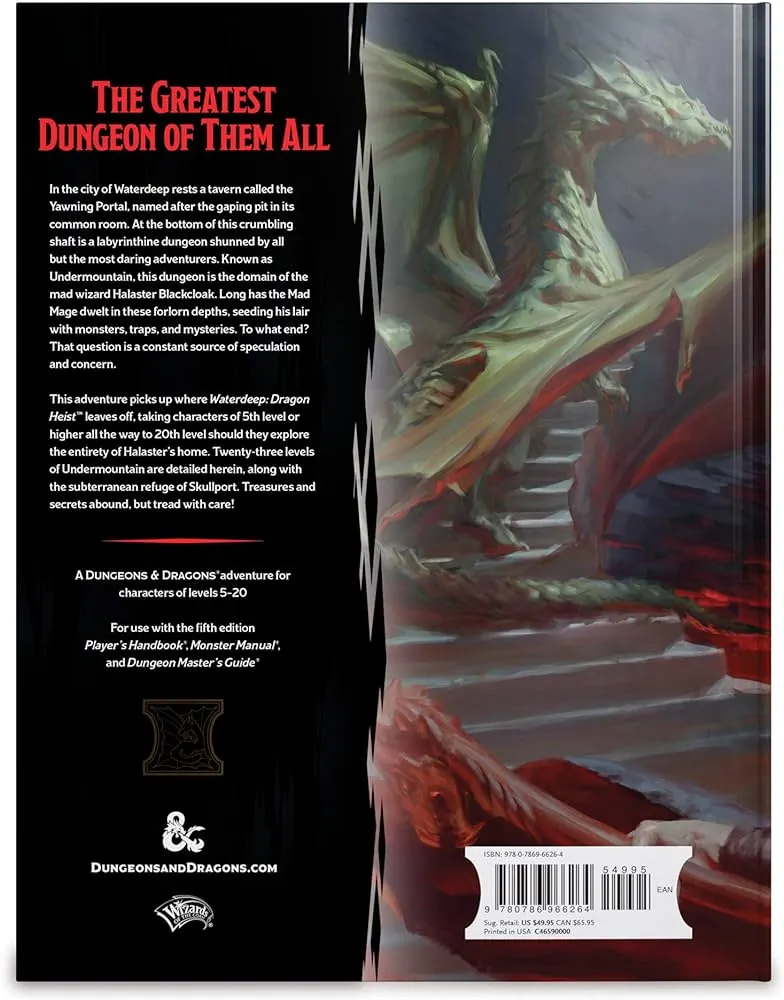 THE GREATEST
DUNGEON OF THEM ALL
In the city of Waterdeep rests a tavern called the
Yawning Portal, named after the gaping pit in its
common room. At the bottom of this crumbling
shaft is a labyrinthine dungeon shunned by all
but the most daring adventurers. Known as
Undermountain, this dungeon is the domain of the
mad wizard Halaster Blackcloak. Long has the Mad
Mage dwelt in these forlorn depths, seeding his lair
with monsters, traps, and mysteries. To what end?
That question is a constant source of speculation
and concern.
This adventure picks up where Waterdeep: Dragon
Heist™ leaves off, taking characters of 5th level or
higher all the way to 20th level should they explore
the entirety of Halaster's home. Twenty-three levels
of Undermountain are detailed herein, along with
the subterranean refuge of Skullport. Treasures and
secrets abound, but tread with care!
A DUNGEONS & DRAGONS® adventure for
characters of levels 5-20
For use with the fifth edition
Player's Handbook®, Monster Manual®,
and Dungeon Master's Guide®
&
DUNGEONSANDDRAGONS.COM
Wizards
OF THE COAST®
ISBN: 978-0-7869-6626-4
54995
EAN
9 780786 966264
Sug. Retail: US $49.95 CAN $65.95
Printed in USA C46590000